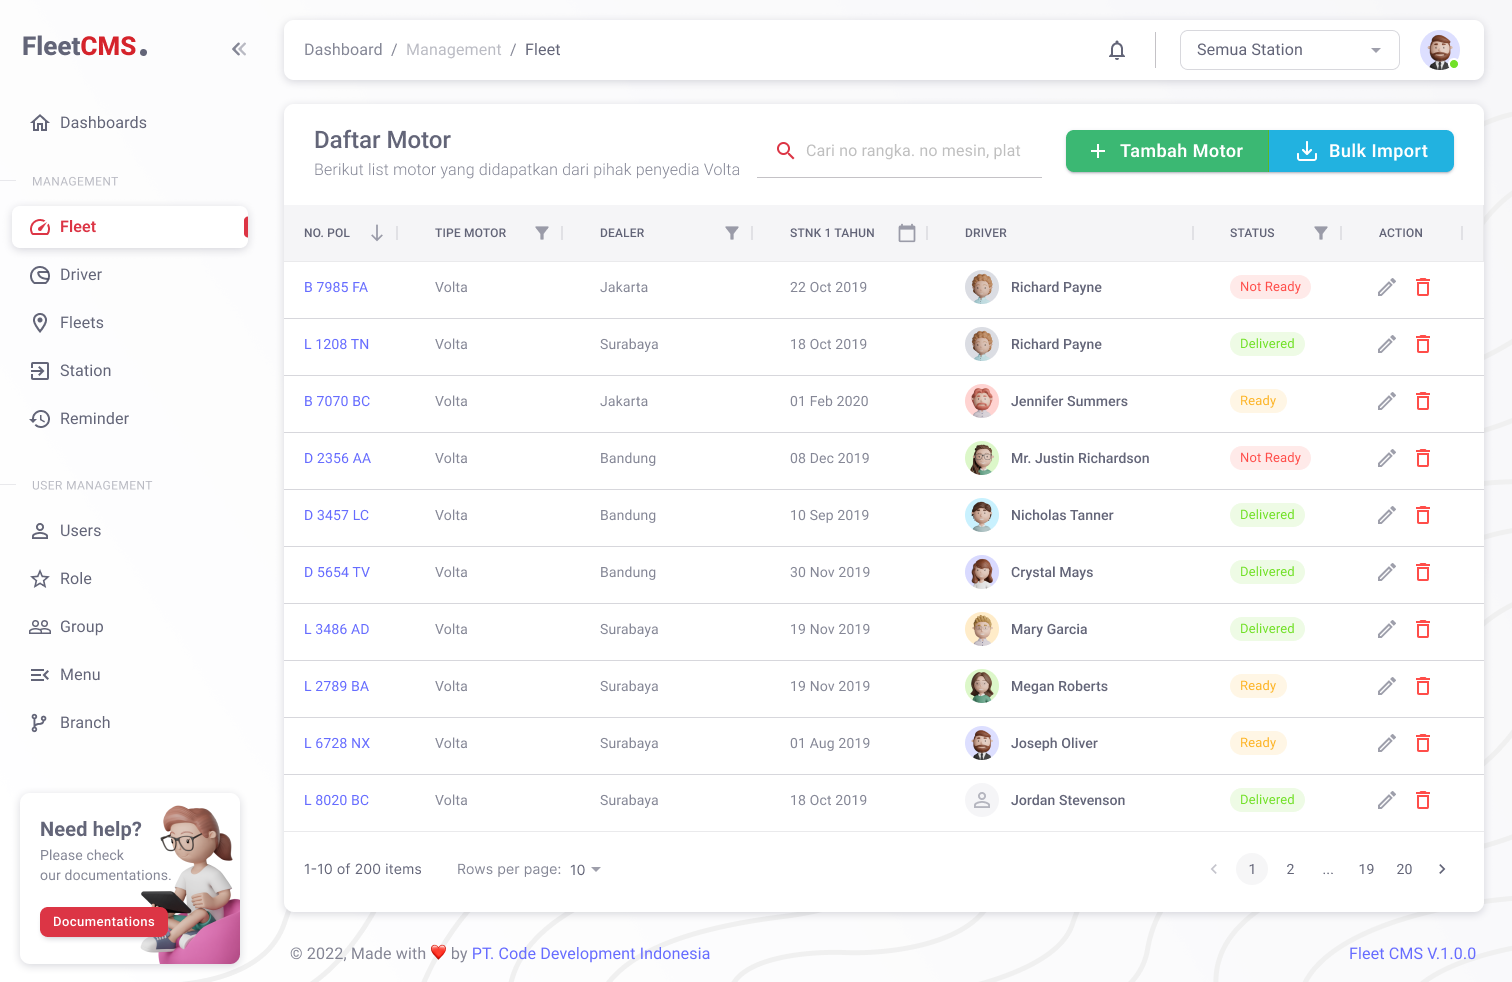 FleetCMS.
Dashboard / Management / Fleet
Semua Station
Dashboards
MANAGEMENT
Fleet
Driver
Fleets
Station
Reminder
USER MANAGEMENT
Users
Role
Group
Menu
Branch
Need help?
Please check
our documentations.
Documentations
Daftar Motor
Berikut list motor yang didapatkan dari pihak penyedia Volta
Cari no rangka. no mesin, plat
Tambah Motor
Bulk Import
NO. POL TIPE MOTOR DEALER STNK 1 TAHUN DRIVER STATUS ACTION
B 7985 FA Volta Jakarta 22 Oct 2019 Richard Payne Not Ready
L 1208 TN Volta Surabaya 18 Oct 2019 Richard Payne Delivered
B 7070 BC Volta Jakarta 01 Feb 2020 Jennifer Summers Ready
D 2356 AA Volta Bandung 08 Dec 2019 Mr. Justin Richardson Not Ready
D 3457 LC Volta Bandung 10 Sep 2019 Nicholas Tanner Delivered
D 5654 TV Volta Bandung 30 Nov 2019 Crystal Mays Delivered
L 3486 AD Volta Surabaya 19 Nov 2019 Mary Garcia Delivered
L 2789 BA Volta Surabaya 19 Nov 2019 Megan Roberts Ready
L 6728 NX Volta Surabaya 01 Aug 2019 Joseph Oliver Ready
L 8020 BC Volta Surabaya 18 Oct 2019 Jordan Stevenson Delivered
1-10 of 200 items Rows per page: 10 1 2 ... 19 20
© 2022, Made with ❤️ by PT. Code Development Indonesia
Fleet CMS V.1.0.0